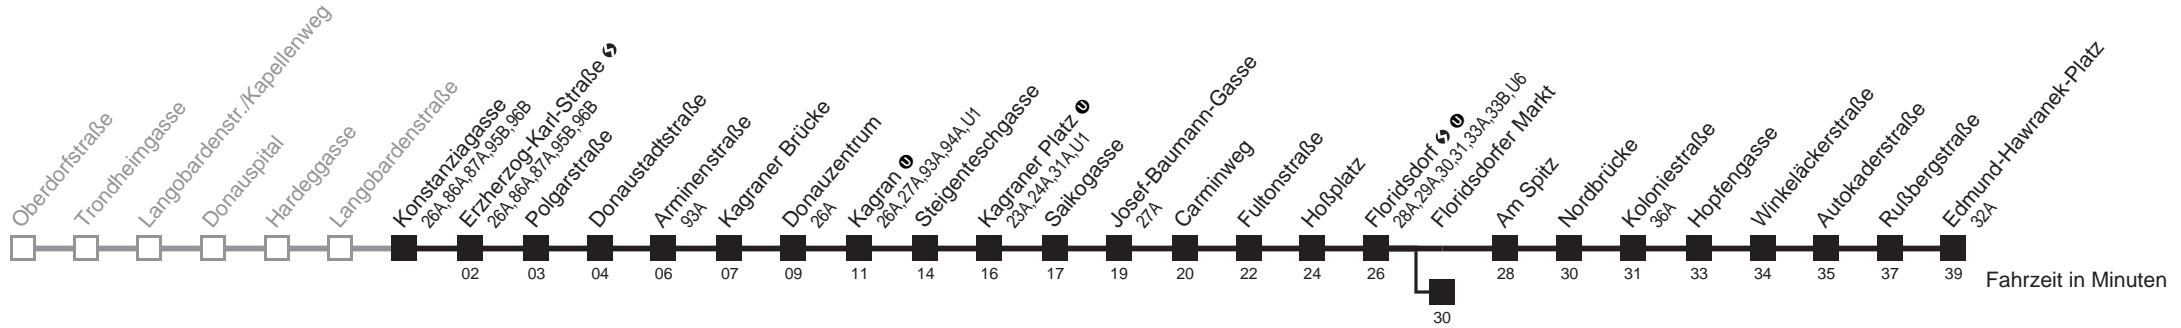 Oberdorfstraße
Trondheimgasse
Langobardenstr./Kapellenweg
Donauspital
Hardeggasse
Langobardenstraße
Konstanziagasse
26A,86A,87A,95B,96B
Erzherzog-Karl-Straße
26A,86A,87A,95B,96B
Polgarstraße
Donaustadtstraße
Arminenstraße
93A
Kagraner Brücke
Donauzentrum
26A
Kagran U
26A,27A,93A,94A,U1
Steigenteschgasse
Kagraner Platz U
23A,24A,31A,U1
Saikogasse
Josef-Baumann-Gasse
27A
Carminweg
Fultonstraße
Hoßplatz
Floridsdorf U
28A,29A,30,31,33A,33B,U6
Floridsdorfer Markt
Am Spitz
Nordbrücke
Koloniestraße
36A
Hopfengasse
Winkeläckerstraße
Autokaderstraße
Rußbergstraße
Edmund-Hawranek-Platz
32A
02 03 04 06 07 09 11 14 16 17 19 20 22 24 26 28 30 31 33 34 35 37 39
Fahrzeit in Minuten
30